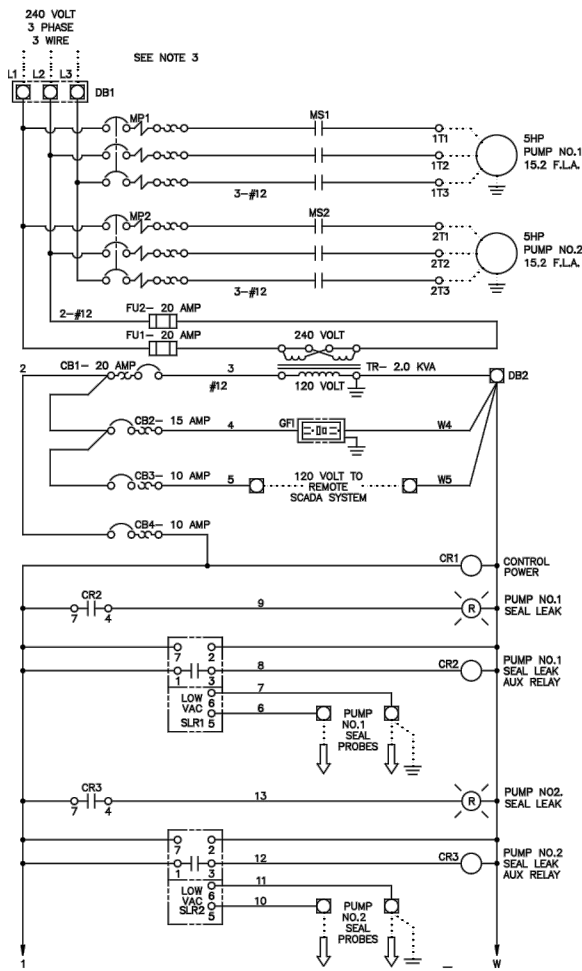 240 VOLT
3 PHASE
3 WIRE
SEE NOTE 3
L1 L2 L3
DB1
MP1
MS1
1T1
1T2
1T3
3-#12
5HP
PUMP NO.1
15.2 F.L.A.
MP2
MS2
2T1
2T2
2T3
3-#12
5HP
PUMP NO.2
15.2 F.L.A.
2-#12
FU2- 20 AMP
FU1- 20 AMP
240 VOLT
2
CB1- 20 AMP
3
#12
120 VOLT
TR- 2.0 KVA
DB2
CB2- 15 AMP
4
GFI
W4
CB3- 10 AMP
5
120 VOLT TO
REMOTE
SCADA SYSTEM
W5
CB4- 10 AMP
CR1
CONTROL
POWER
CR2
7 4
9
R
PUMP NO.1
SEAL LEAK
7 2
1 3
8
CR2
PUMP NO.1
SEAL LEAK
AUX RELAY
LOW
VAC
SLR1
6
5
7
6
PUMP
NO.1
SEAL
PROBES
CR3
7 4
13
R
PUMP NO2.
SEAL LEAK
7 2
1 3
12
CR3
PUMP NO.2
SEAL LEAK
AUX RELAY
LOW
VAC
SLR2
6
5
11
10
PUMP
NO.2
SEAL
PROBES
1
W